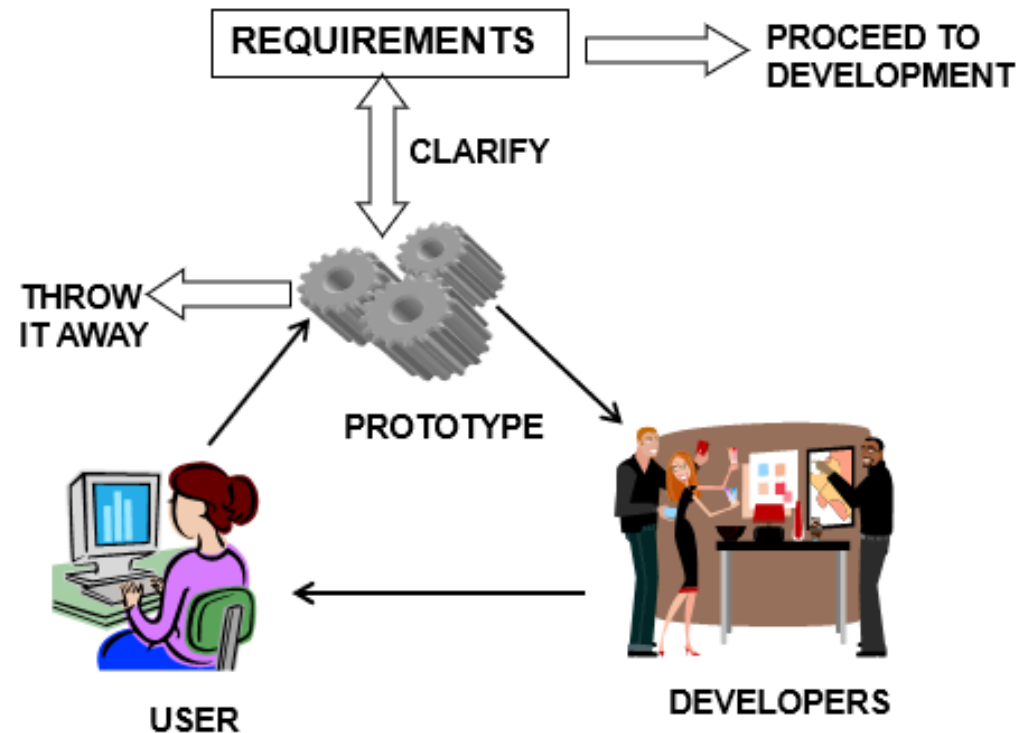 REQUIREMENTS
PROCEED TO
DEVELOPMENT
CLARIFY
THROW
IT AWAY
PROTOTYPE
DEVELOPERS
USER